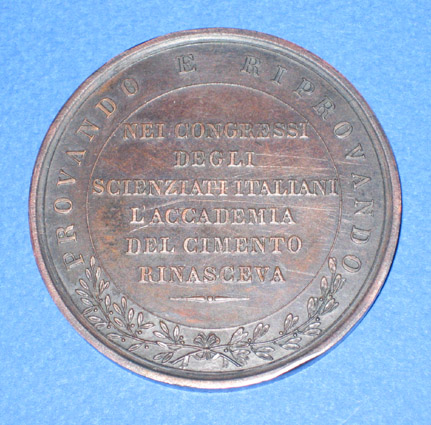 PROVANDO E RIPROVANDO
NEI CONGRESSI
DEGLI
SCIENZIATI ITALIANI
L'ACCADEMIA
DEL CIMENTO
RINASCEVA